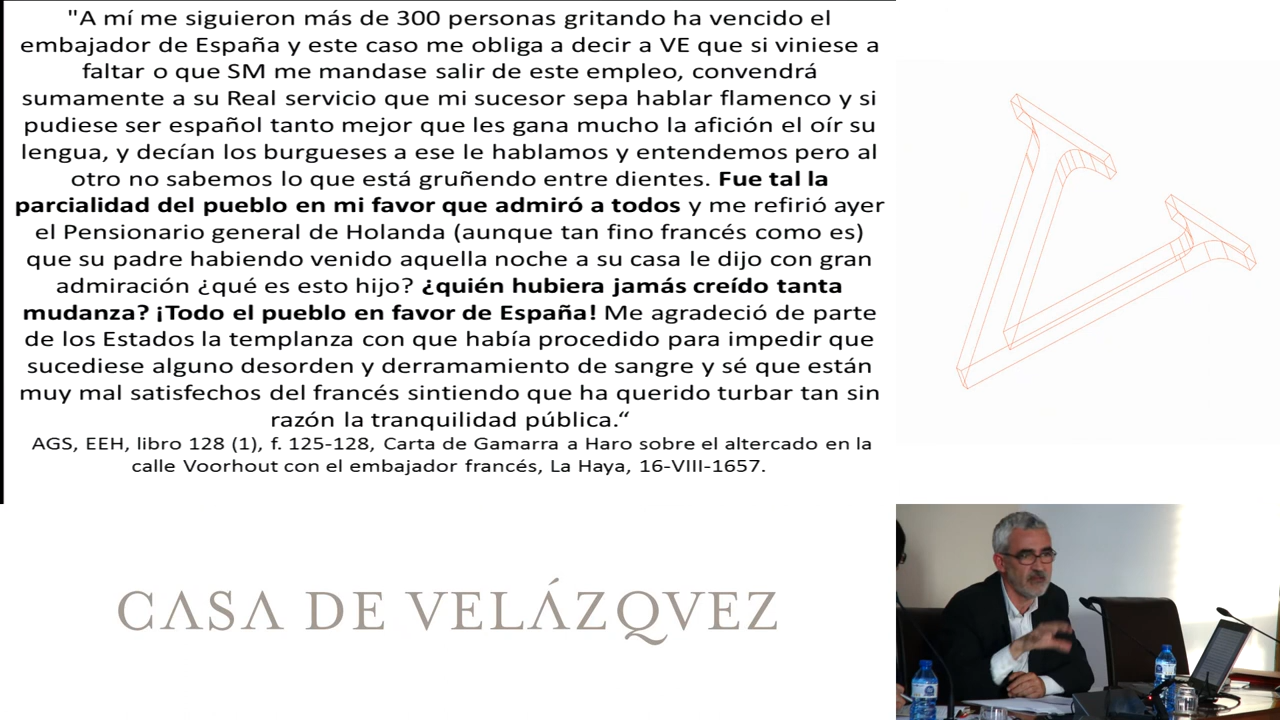 "A mí me siguieron más de 300 personas gritando ha vencido el
embajador de España y este caso me obliga a decir a VE que si viniese a
faltar o que SM me mandase salir de este empleo, convendrá
sumamente a su Real servicio que mi sucesor sepa hablar flamenco y si
pudiese ser español tanto mejor que les gana mucho la afición el oír su
lengua, y decían los burgueses a ese le hablamos y entendemos pero al
otro no sabemos lo que está gruñendo entre dientes. Fue tal la
parcialidad del pueblo en mi favor que admiró a todos y me refirió ayer
el Pensionario general de Holanda (aunque tan fino francés como es)
que su padre habiendo venido aquella noche a su casa le dijo con gran
admiración ¿qué es esto hijo? ¿quién hubiera jamás creído tanta
mudanza? ¡Todo el pueblo en favor de España! Me agradeció de parte
de los Estados la templanza con que había procedido para impedir que
sucediese alguno desorden y derramamiento de sangre y sé que están
muy mal satisfechos del francés sintiendo que ha querido turbar tan sin
razón la tranquilidad pública.“
AGS, EEH, libro 128 (1), f. 125-128, Carta de Gamarra a Haro sobre el altercado en la
calle Voorhout con el embajador francés, La Haya, 16-VIII-1657.
CASA DE VELÁZQVEZ